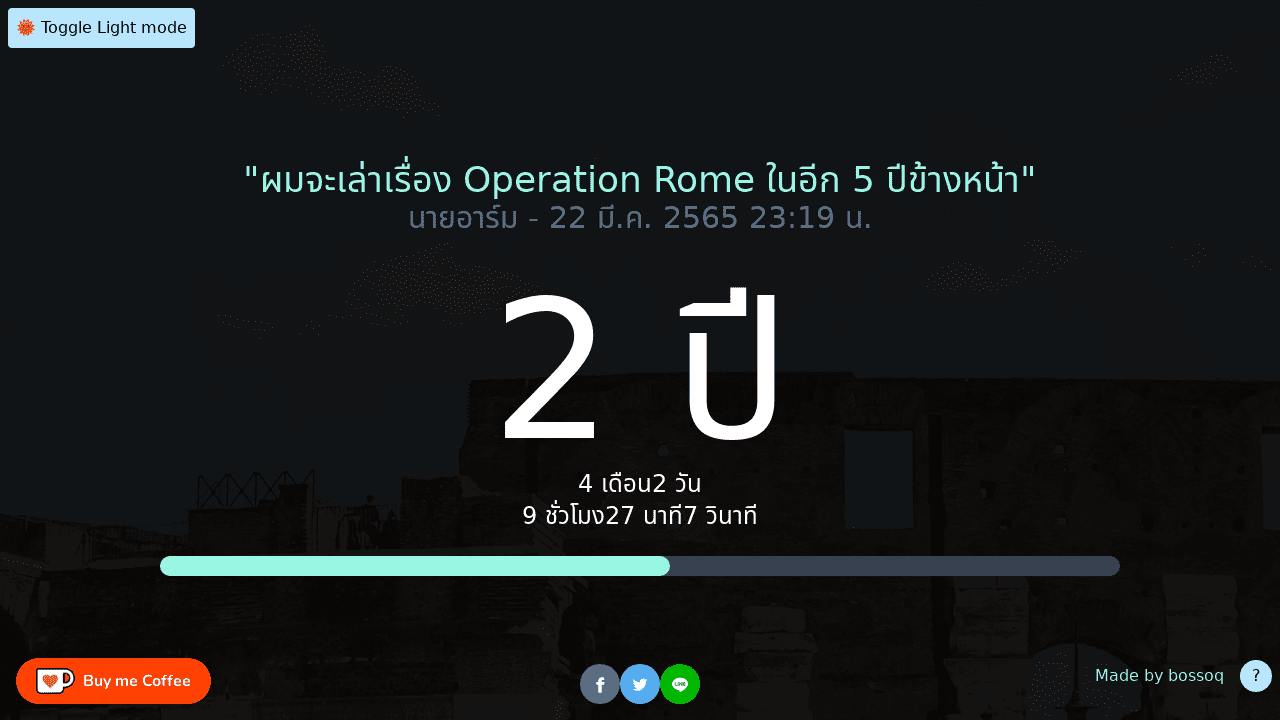 Toggle Light mode
"ผมจะเล่าเรื่อง Operation Rome ในอีก 5 ปีข้างหน้า"
นายอาร์ม - 22 มี.ค. 2565 23:19 น.
2 ปี
4 เดือน2 วัน
9 ชั่วโมง27 นาที7 วินาที
Buy me Coffee
LINE
Made by bossoq
?